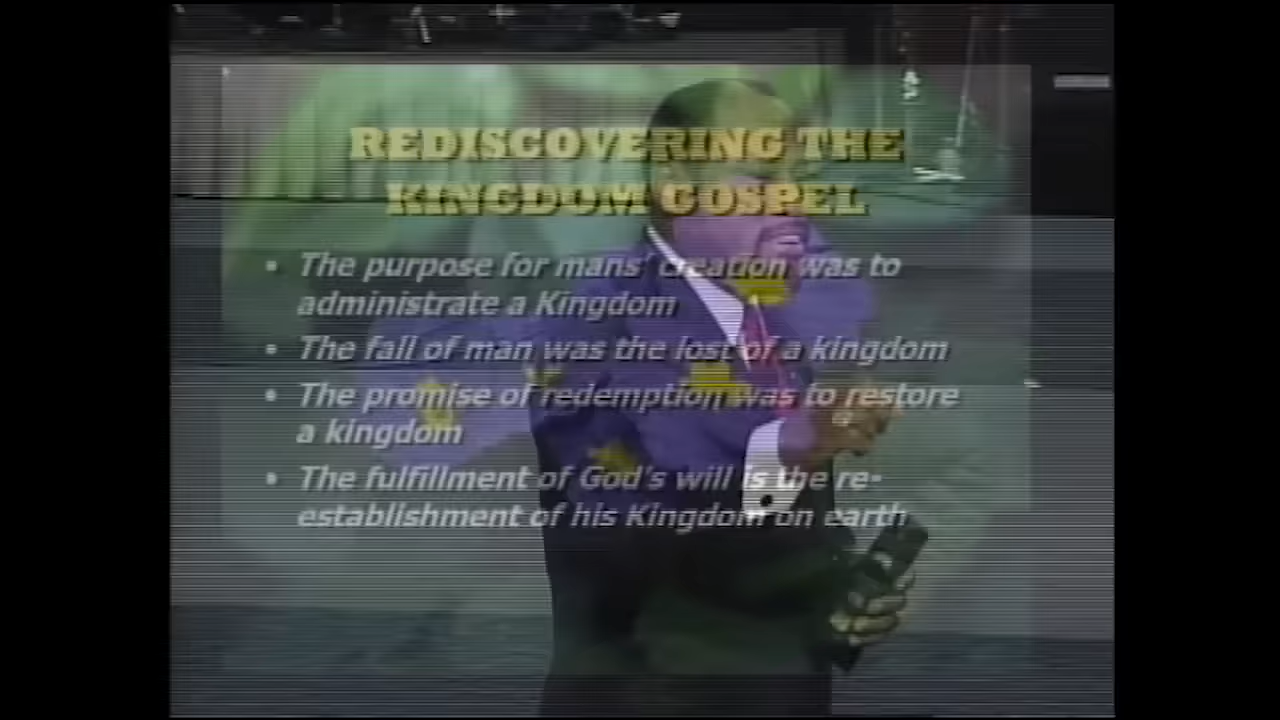 REDISCOVERING THE
KINGDOM GOSPEL
• The purpose for mans' creation was to
administrate a Kingdom
• The fall of man was the lost of a kingdom
• The promise of redemption was to restore
a kingdom
• The fulfillment of God's will is the re-
establishment of his Kingdom on earth